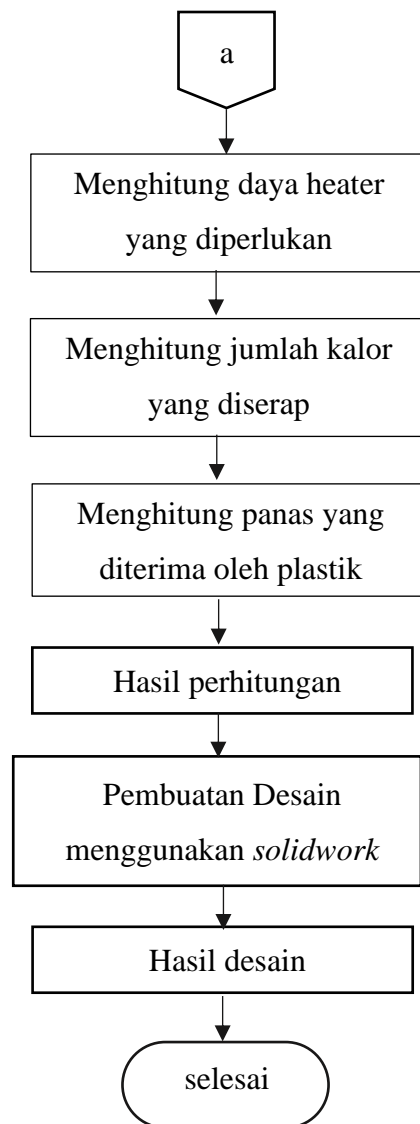 a
Menghitung daya heater
yang diperlukan
Menghitung jumlah kalor
yang diserap
Menghitung panas yang
diterima oleh plastik
Hasil perhitungan
Pembuatan Desain
menggunakan solidwork
Hasil desain
selesai